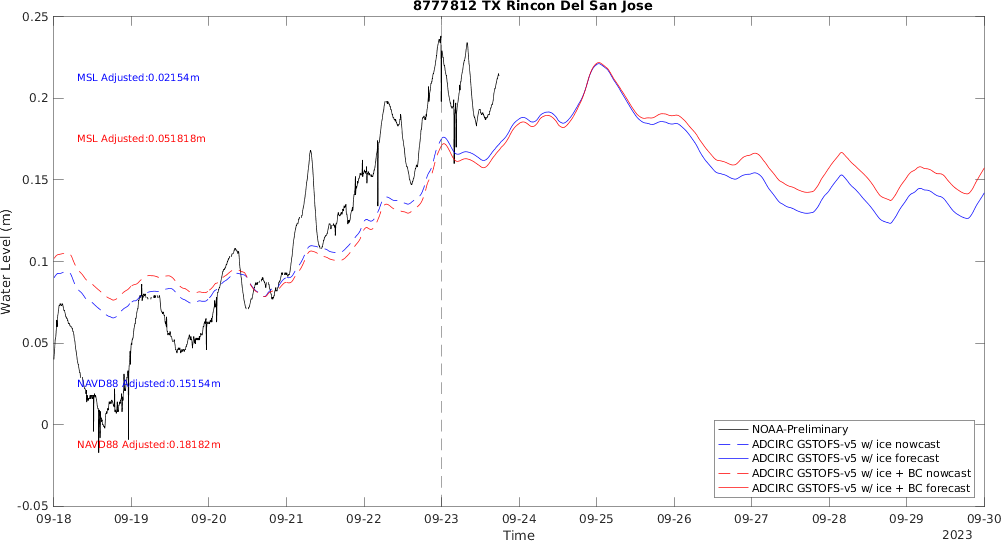 8777812 TX Rincon Del San Jose
0.25
0.2
0.15
0.1
0.05
0
-0.05
Water Level (m)
MSL Adjusted:0.02154m
MSL Adjusted:0.051818m
NAVD88 Adjusted:0.15154m
NAVD88 Adjusted:0.18182m
NOAA-Preliminary
ADCIRC GSTOFS-v5 w/ ice nowcast
ADCIRC GSTOFS-v5 w/ ice forecast
ADCIRC GSTOFS-v5 w/ ice + BC nowcast
ADCIRC GSTOFS-v5 w/ ice + BC forecast
09-18 09-19 09-20 09-21 09-22 09-23 09-24 09-25 09-26 09-27 09-28 09-29 09-30
Time
2023